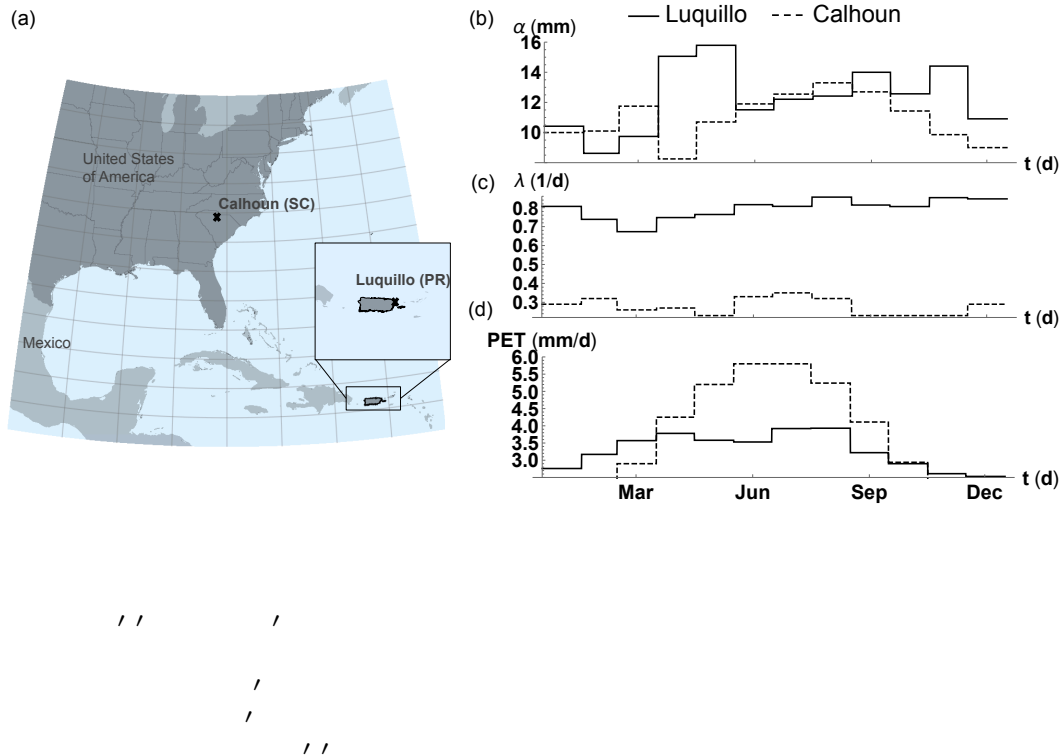 (a)
United States
of America
Calhoun (SC)
Luquillo (PR)
Mexico
(b)
Luquillo
Calhoun
α (mm)
16
14
12
10
t (d)
(c)
λ (1/d)
0.8
0.7
0.6
0.5
0.4
0.3
t (d)
(d)
PET (mm/d)
6.0
5.5
5.0
4.5
4.0
3.5
3.0
Mar
Jun
Sep
Dec
t (d)
′ ′ ′
′
′
′ ′